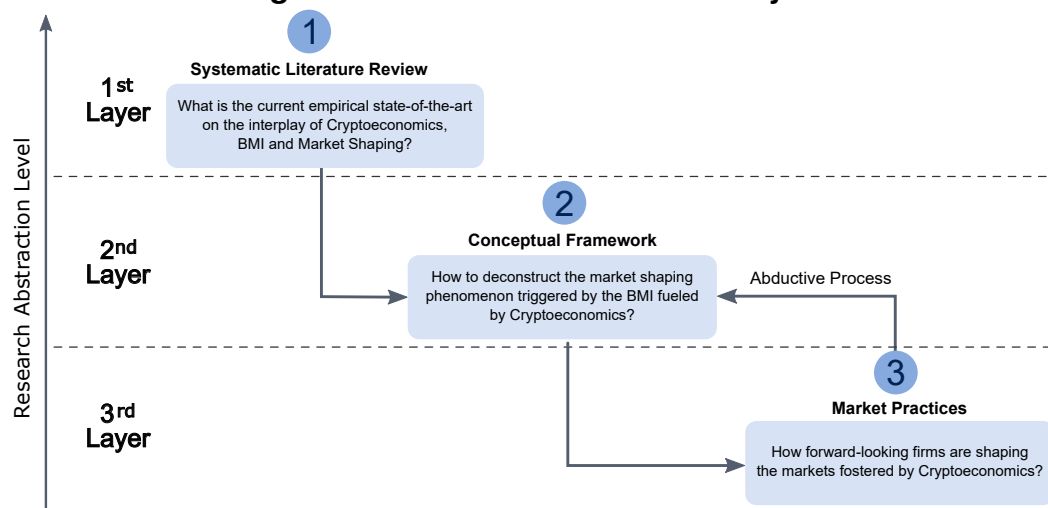 1
Systematic Literature Review
1st
Layer
What is the current empirical state-of-the-art
on the interplay of Cryptoeconomics,
BMI and Market Shaping?
Research Abstraction Level
2
Conceptual Framework
2nd
Layer
How to deconstruct the market shaping
phenomenon triggered by the BMI fueled
by Cryptoeconomics?
Abductive Process
3
Market Practices
3rd
Layer
How forward-looking firms are shaping
the markets fostered by Cryptoeconomics?